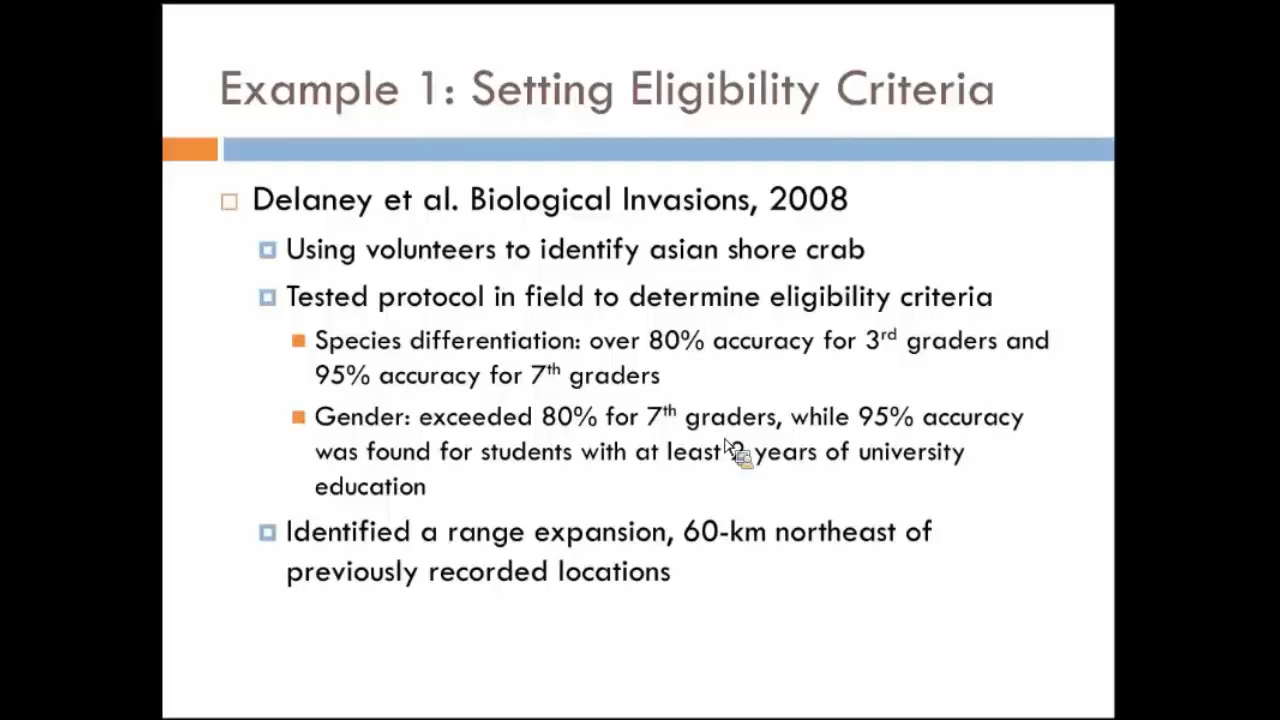 Example 1: Setting Eligibility Criteria
Delaney et al. Biological Invasions, 2008
Using volunteers to identify asian shore crab
Tested protocol in field to determine eligibility criteria
Species differentiation: over 80% accuracy for 3rd graders and
95% accuracy for 7th graders
Gender: exceeded 80% for 7th graders, while 95% accuracy
was found for students with at least years of university
education
Identified a range expansion, 60-km northeast of
previously recorded locations